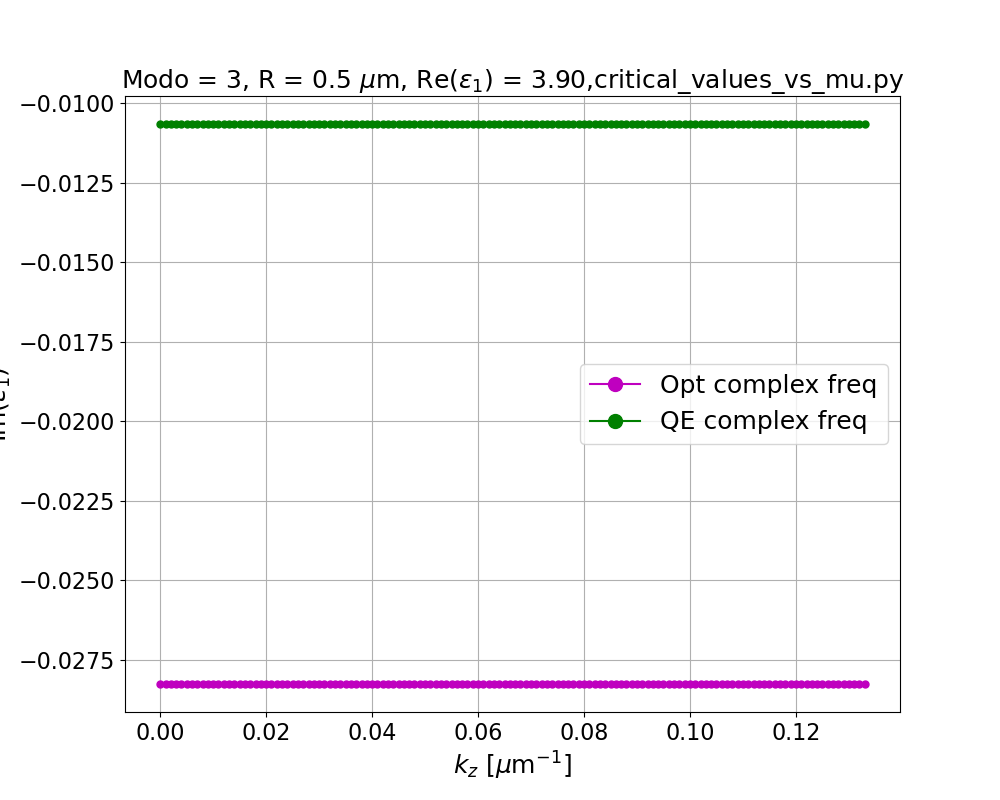 Modo = 3, R = 0.5 μm, Re(ε₁) = 3.90,critical_values_vs_mu.py
−0.0100
−0.0125
−0.0150
−0.0175
−0.0200
−0.0225
−0.0250
−0.0275
Opt complex freq
QE complex freq
0.00 0.02 0.04 0.06 0.08 0.10 0.12
k_z [μm⁻¹]